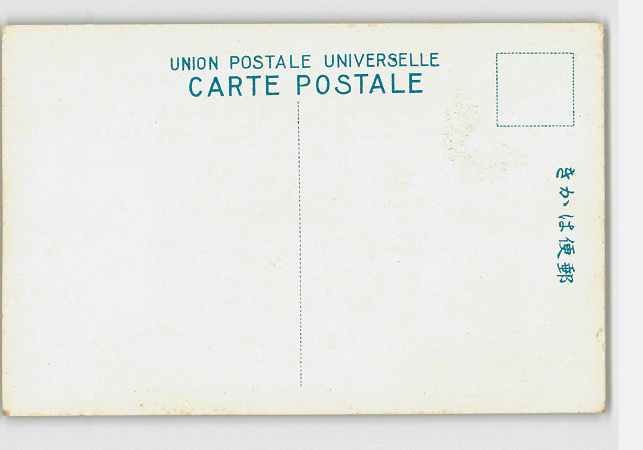 UNION POSTALE UNIVERSELLE
CARTE POSTALE
きかは便郵